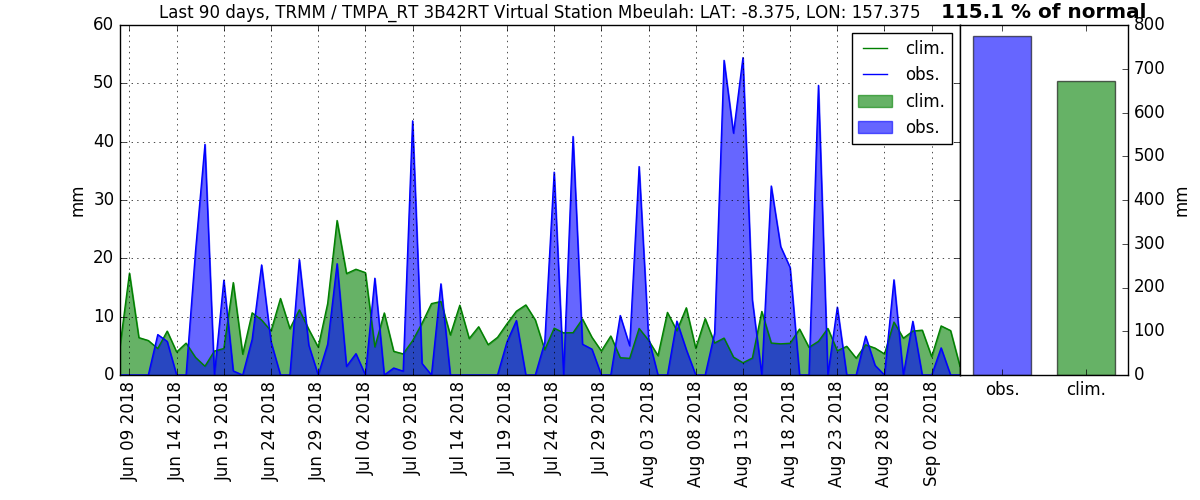 Last 90 days, TRMM / TMPA_RT 3B42RT Virtual Station Mbeulah: LAT: -8.375, LON: 157.375
115.1 % of normal
60
50
40
30
20
10
0
mm
clim.
obs.
clim.
obs.
Jun 09 2018
Jun 14 2018
Jun 19 2018
Jun 24 2018
Jun 29 2018
Jul 04 2018
Jul 09 2018
Jul 14 2018
Jul 19 2018
Jul 24 2018
Jul 29 2018
Aug 03 2018
Aug 08 2018
Aug 13 2018
Aug 18 2018
Aug 23 2018
Aug 28 2018
Sep 02 2018
800
700
600
500
400
300
200
100
0
mm
obs.
clim.